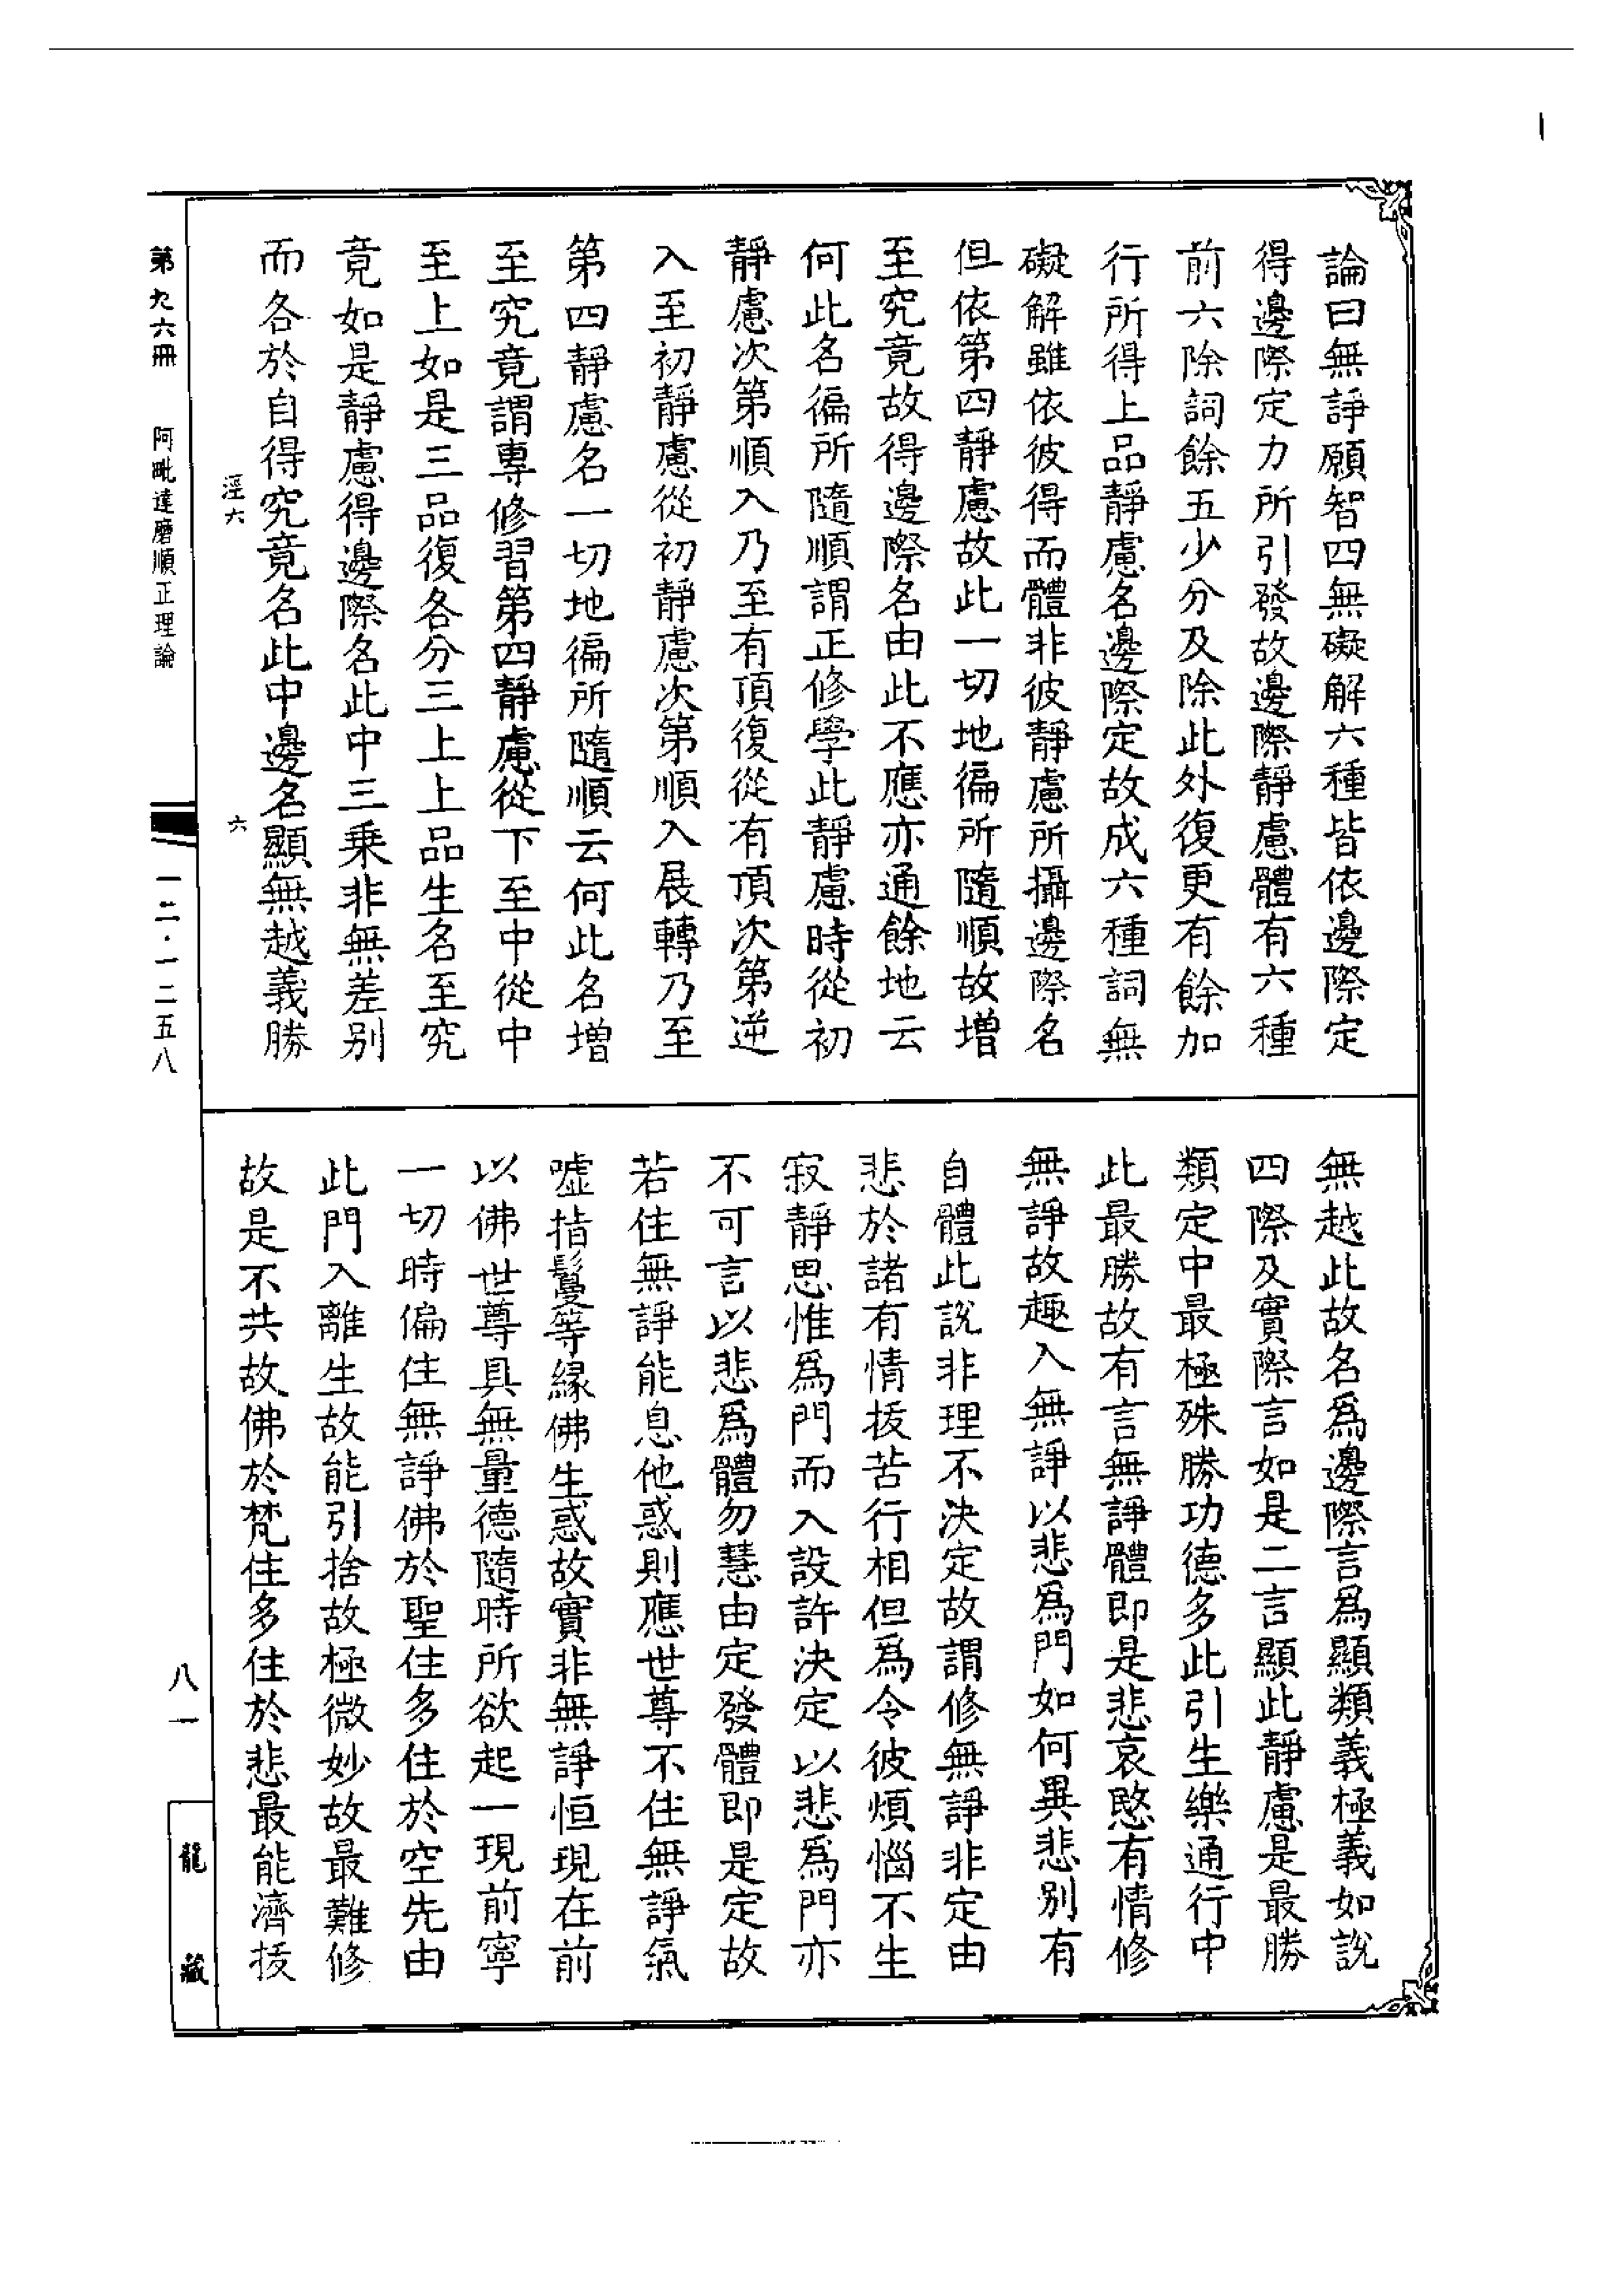 論曰無諍願智四無礙解六種皆依邊際定
得邊際定力所引發故邊際靜慮體有六種
前六除詞餘五少分及除此外復更有餘加
行所得上品靜慮名邊際定故成六種詞無
礙解雖依彼得而體非彼靜慮所攝邊際名
但依第四靜慮故此一切地徧所隨順故增
至究竟故得邊際名由此不應亦通餘地云
何此名徧所隨順謂正修學此靜慮時從初
靜慮次第順入乃至有頂復從有頂次第逆
入至初靜慮從初靜慮次第順入展轉乃至
第四靜慮名一切地徧所隨順云何此名增
至究竟謂專修習第四靜慮從下至中從中
至上如是三品復各分三上上品生名至究
竟如是靜慮得邊際名此中三乘非無差别
而各於自得究竟名此中邊名顯無越義勝
無越此故名爲邊際言爲顯類義極義如說
四際及實際言如是二言顯此靜慮是最勝
類定中最極殊勝功德多此引生樂通行中
此最勝故有言無諍體即是悲哀愍有情修
無諍故趣入無諍以悲爲門如何異悲别有
自體此說非理不決定故謂修無諍非定由
悲於諸有情拔苦行相但爲令彼煩惱不生
寂靜思惟爲門而入設許決定以悲爲門亦
不可言以悲爲體勿慧由定發體即是定故
若住無諍能息他惑則應世尊不住無諍氣
噓指鬘等緣佛生惑故實非無諍恒現在前
以佛世尊具無量德隨時所欲起一現前寧
一切時偏住無諍佛於聖住多住於空先由
此門入離生故能引捨故極微妙故最難修
故是不共故佛於梵住多住於悲最能濟拔
第九六冊 阿毗達磨順正理論 一二·一二五八
涇六 六
八一
龍藏